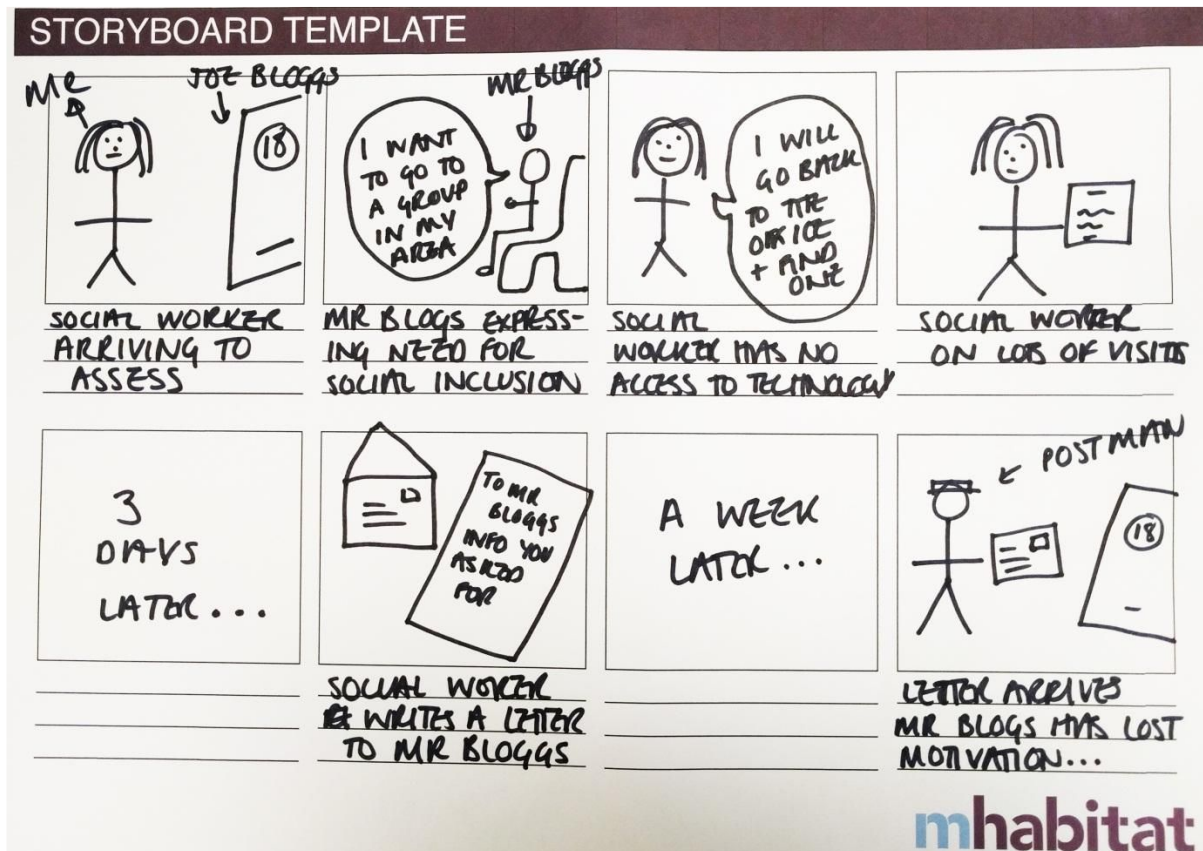 STORYBOARD TEMPLATE
ME
JOE BLOGGS
18
I WANT
TO GO TO
A GROUP
IN MY
AREA
MR BLOGGS
I WILL
GO BACK
TO THE
OFFICE
+ FIND
ONE
SOCIAL WORKER
ARRIVING TO
ASSESS
MR BLOGS EXPRESS-
ING NEED FOR
SOCIAL INCLUSION
SOCIAL
WORKER HAS NO
ACCESS TO TECHNOLOGY
SOCIAL WORKER
ON LOTS OF VISITS
3
DAYS
LATER...
TO MR
BLOGGS
INFO YOU
ASKED
FOR
A WEEK
LATER...
POSTMAN
18
SOCIAL WORKER
WRITES A LETTER
TO MR BLOGGS
LETTER ARRIVES
MR BLOGS HAS LOST
MOTIVATION...
mhabitat